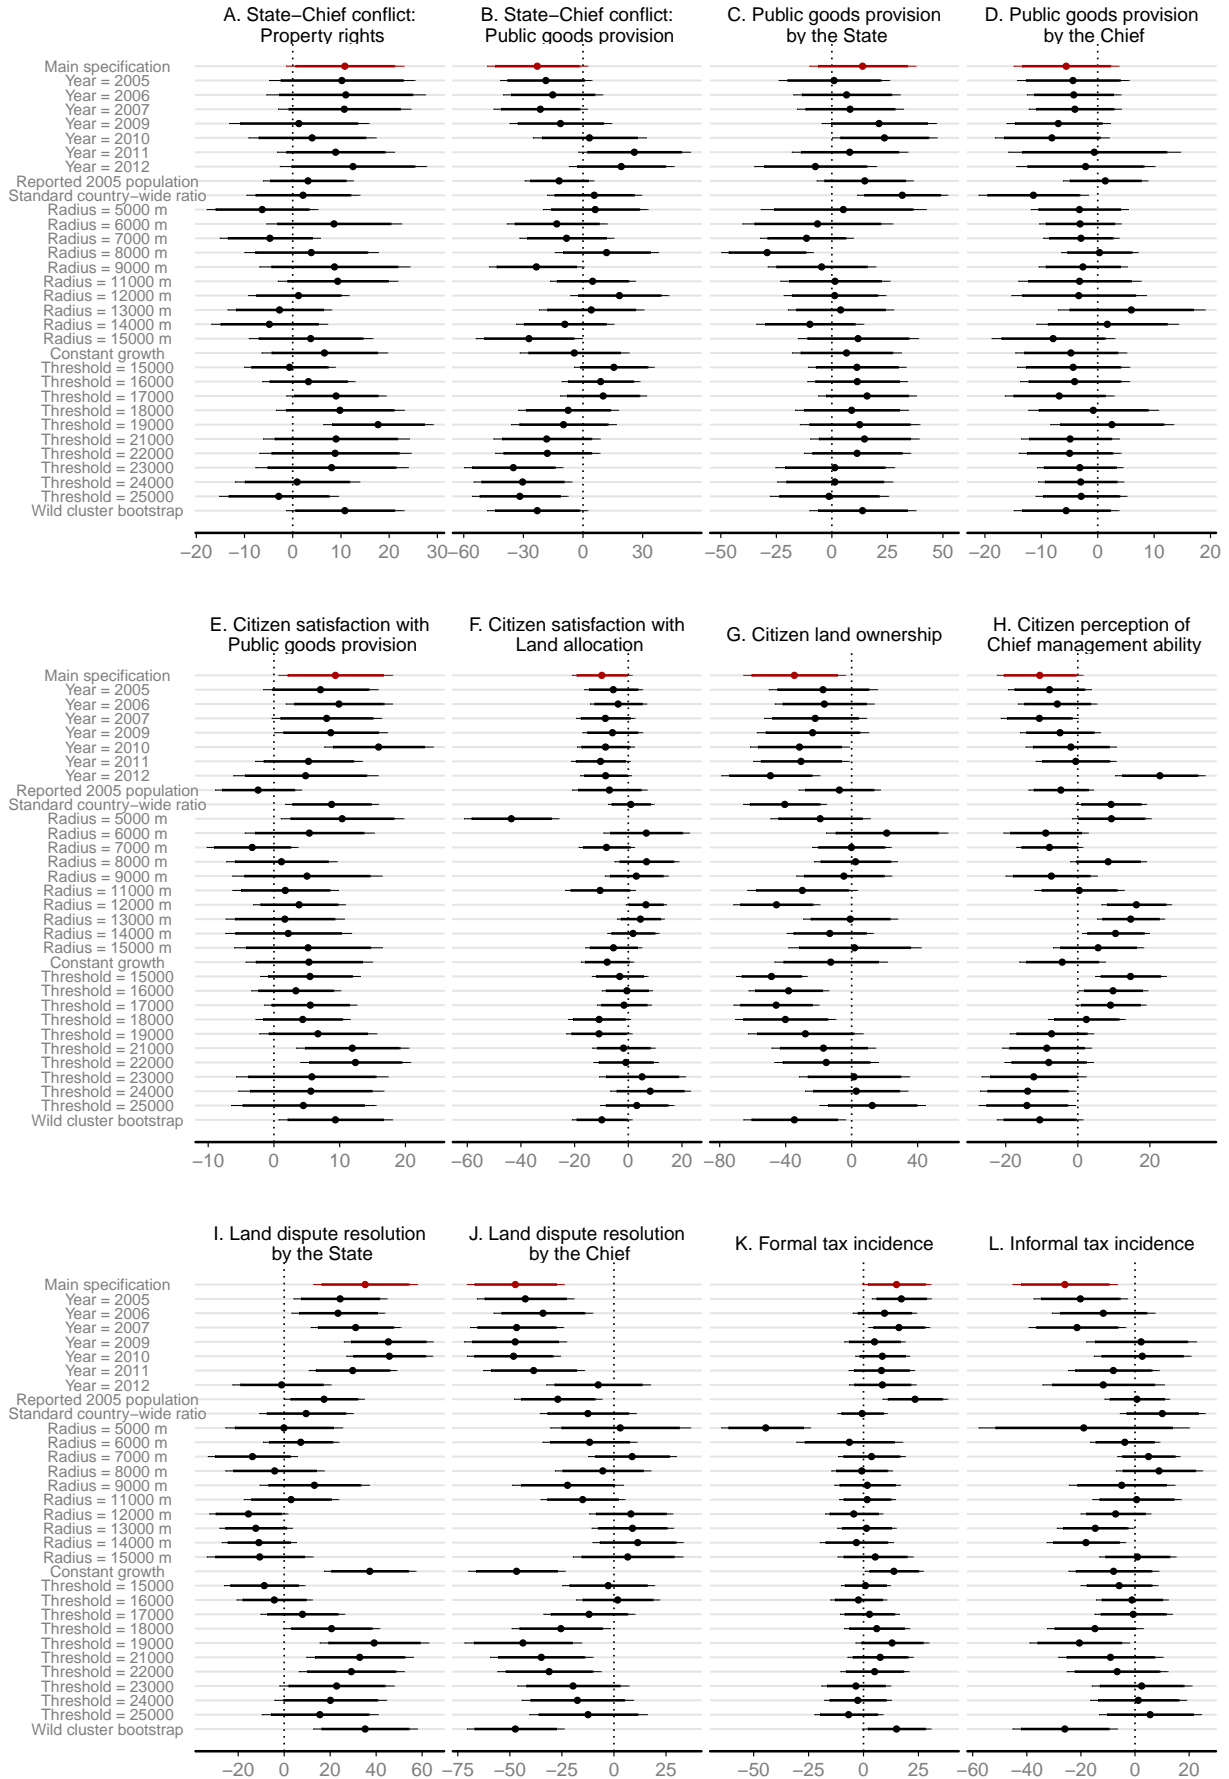 A. State−Chief conflict:
Property rights
B. State−Chief conflict:
Public goods provision
C. Public goods provision
by the State
D. Public goods provision
by the Chief
Main specification
Year = 2005
Year = 2006
Year = 2007
Year = 2009
Year = 2010
Year = 2011
Year = 2012
Reported 2005 population
Standard country−wide ratio
Radius = 5000 m
Radius = 6000 m
Radius = 7000 m
Radius = 8000 m
Radius = 9000 m
Radius = 11000 m
Radius = 12000 m
Radius = 13000 m
Radius = 14000 m
Radius = 15000 m
Constant growth
Threshold = 15000
Threshold = 16000
Threshold = 17000
Threshold = 18000
Threshold = 19000
Threshold = 21000
Threshold = 22000
Threshold = 23000
Threshold = 24000
Threshold = 25000
Wild cluster bootstrap
−20 −10 0 10 20 30
−60 −30 0 30
−50 −25 0 25 50
−20 −10 0 10 20
E. Citizen satisfaction with
Public goods provision
F. Citizen satisfaction with
Land allocation
G. Citizen land ownership
H. Citizen perception of
Chief management ability
Main specification
Year = 2005
Year = 2006
Year = 2007
Year = 2009
Year = 2010
Year = 2011
Year = 2012
Reported 2005 population
Standard country−wide ratio
Radius = 5000 m
Radius = 6000 m
Radius = 7000 m
Radius = 8000 m
Radius = 9000 m
Radius = 11000 m
Radius = 12000 m
Radius = 13000 m
Radius = 14000 m
Radius = 15000 m
Constant growth
Threshold = 15000
Threshold = 16000
Threshold = 17000
Threshold = 18000
Threshold = 19000
Threshold = 21000
Threshold = 22000
Threshold = 23000
Threshold = 24000
Threshold = 25000
Wild cluster bootstrap
−10 0 10 20
−60 −40 −20 0 20
−80 −40 0 40
−20 0 20
I. Land dispute resolution
by the State
J. Land dispute resolution
by the Chief
K. Formal tax incidence
L. Informal tax incidence
Main specification
Year = 2005
Year = 2006
Year = 2007
Year = 2009
Year = 2010
Year = 2011
Year = 2012
Reported 2005 population
Standard country−wide ratio
Radius = 5000 m
Radius = 6000 m
Radius = 7000 m
Radius = 8000 m
Radius = 9000 m
Radius = 11000 m
Radius = 12000 m
Radius = 13000 m
Radius = 14000 m
Radius = 15000 m
Constant growth
Threshold = 15000
Threshold = 16000
Threshold = 17000
Threshold = 18000
Threshold = 19000
Threshold = 21000
Threshold = 22000
Threshold = 23000
Threshold = 24000
Threshold = 25000
Wild cluster bootstrap
−20 0 20 40 60
−75 −50 −25 0 25
−50 −25 0 25
−40 −20 0 20